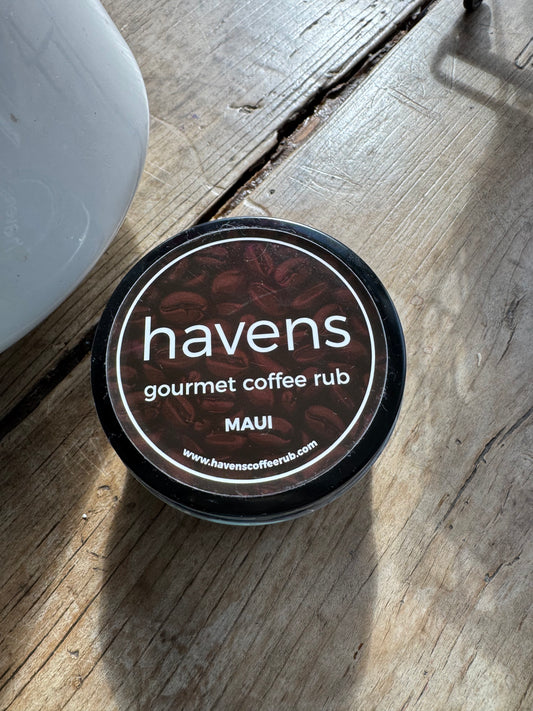 havens
gourmet coffee rub
MAUI
www.havenscoffeerub.com